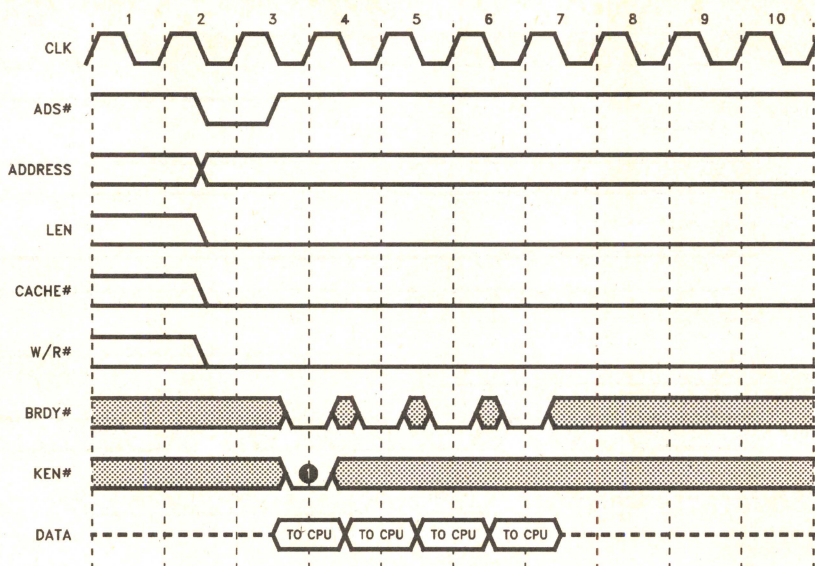 1 2 3 4 5 6 7 8 9 10
CLK
ADS#
ADDRESS
LEN
CACHE#
W/R#
BRDY#
KEN# 1
DATA TO CPU TO CPU TO CPU TO CPU